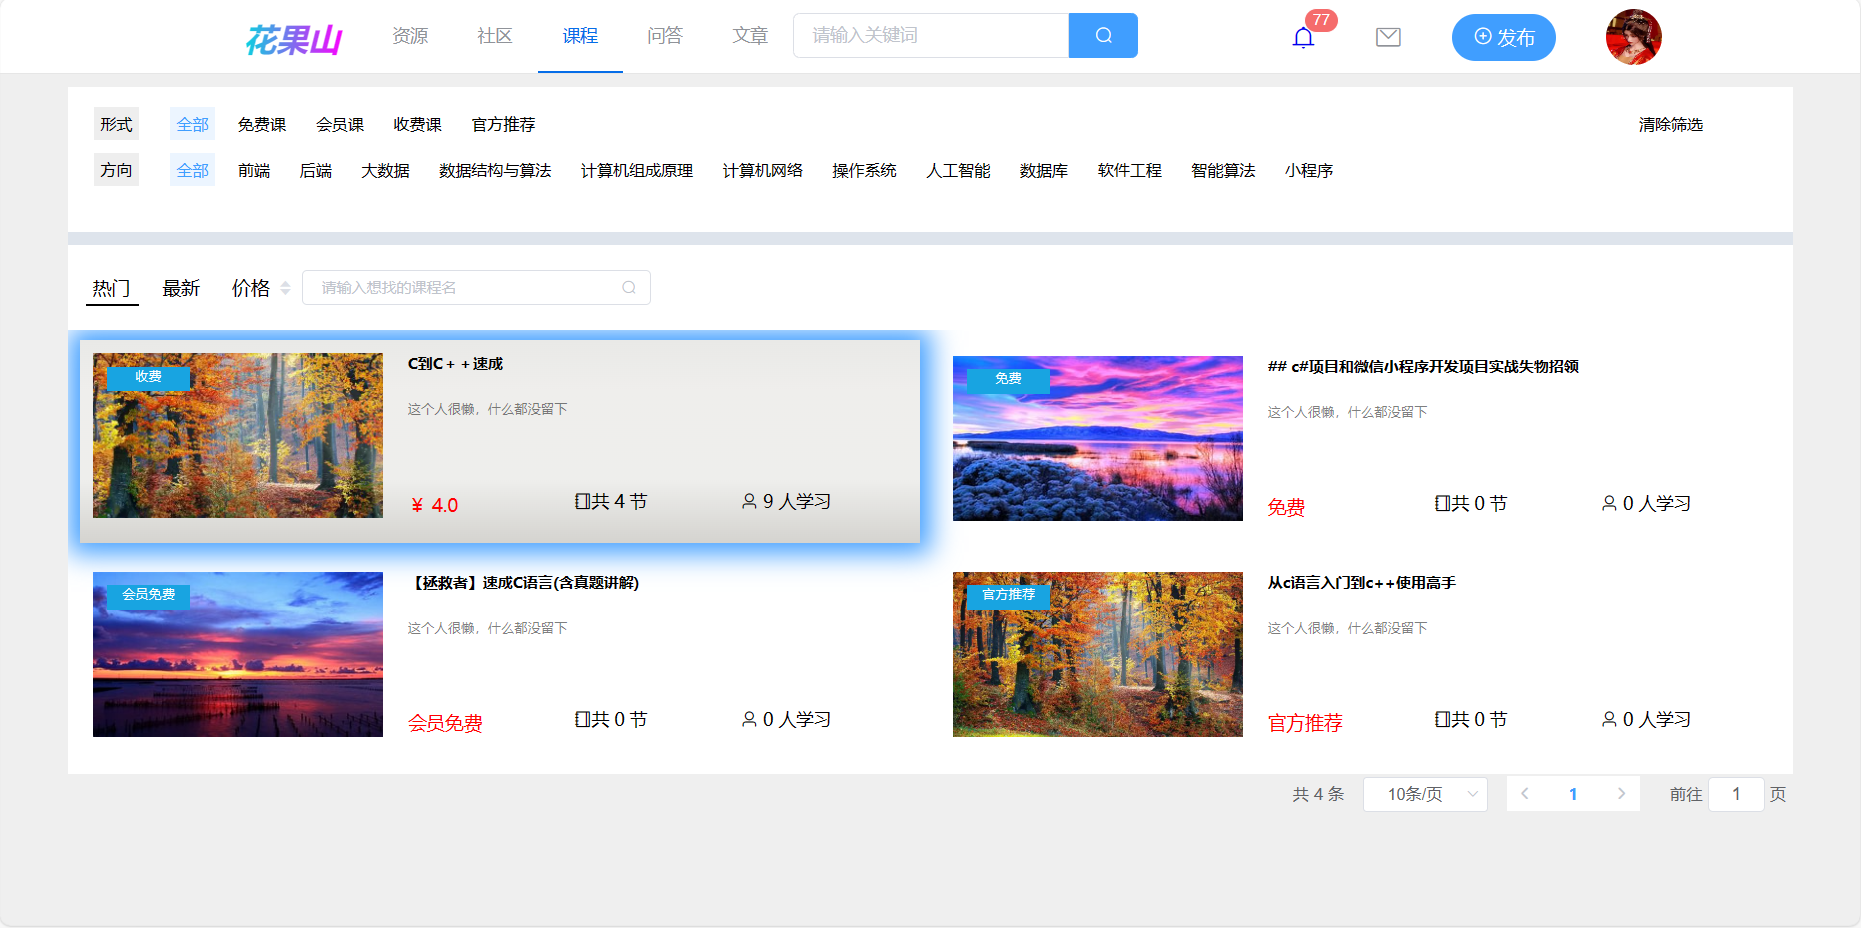 花果山 资源 社区 课程 问答 文章 请输入关键词 77 发布
形式 全部 免费课 会员课 收费课 官方推荐 清除筛选
方向 全部 前端 后端 大数据 数据结构与算法 计算机组成原理 计算机网络 操作系统 人工智能 数据库 软件工程 智能算法 小程序
热门 最新 价格 请输入想找的课程名
收费
C到C++速成
这个人很懒，什么都没留下
¥ 4.0 共 4 节 9 人学习
免费
## c#项目和微信小程序开发项目实战失物招领
这个人很懒，什么都没留下
免费 共 0 节 0 人学习
会员免费
【拯救者】速成C语言(含真题讲解)
这个人很懒，什么都没留下
会员免费 共 0 节 0 人学习
官方推荐
从c语言入门到c++使用高手
这个人很懒，什么都没留下
官方推荐 共 0 节 0 人学习
共 4 条 10条/页 1 前往 1 页